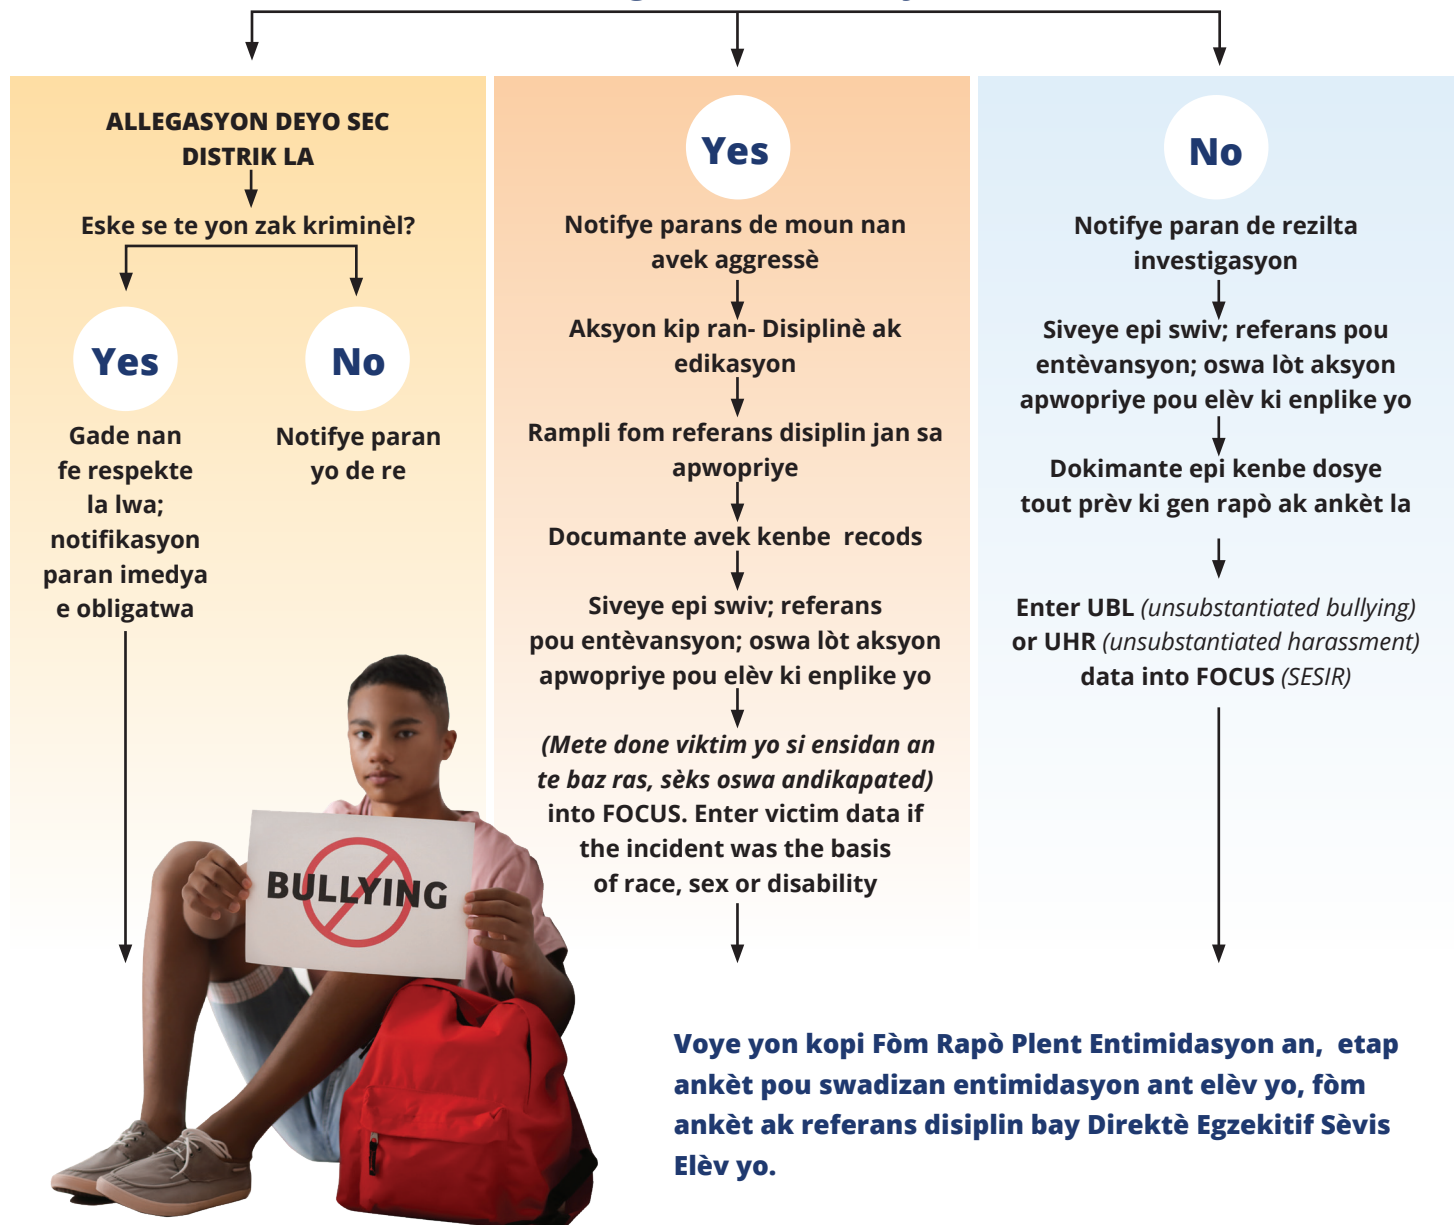 ALLEGASYON DEYO SEC
DISTRIK LA
Eske se te yon zak kriminèl?
Yes
Gade nan
fe respekte
la lwa;
notifikasyon
paran imedya
e obligatwa
No
Notifye paran
yo de re
BULLYING
Yes
Notifye parans de moun nan
avek aggressè
Aksyon kip ran- Disiplinè ak
edikasyon
Rampli fom referans disiplin jan sa
apwopriye
Documante avek kenbe recods
Siveye epi swiv; referans
pou entèvansyon; oswa lòt aksyon
apwopriye pou elèv ki enplike yo
(Mete done viktim yo si ensidan an
te baz ras, sèks oswa andikapated)
into FOCUS. Enter victim data if
the incident was the basis
of race, sex or disability
No
Notifye paran de rezilta
investigasyon
Siveye epi swiv; referans pou
entèvansyon; oswa lòt aksyon
apwopriye pou elèv ki enplike yo
Dokimante epi kenbe dosye
tout prèv ki gen rapò ak ankèt la
Enter UBL (unsubstantiated bullying)
or UHR (unsubstantiated harassment)
data into FOCUS (SESIR)
Voye yon kopi Fòm Rapò Plent Entimidasyon an, etap
ankèt pou swadizan entimidasyon ant elèv yo, fòm
ankèt ak referans disiplin bay Direktè Egzekitif Sèvis
Elèv yo.